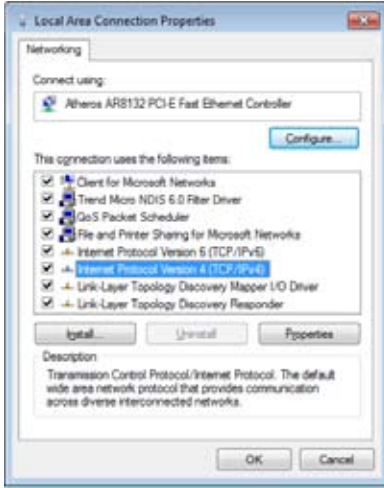 Local Area Connection Properties
Networking
Connect using:
Atheros AR8132 PCI-E Fast Ethernet Controller
Configure...
This connection uses the following items:
Client for Microsoft Networks
Trend Micro NDIS 6.0 Filter Driver
QoS Packet Scheduler
File and Printer Sharing for Microsoft Networks
Internet Protocol Version 6 (TCP/IPv6)
Internet Protocol Version 4 (TCP/IPv4)
Link-Layer Topology Discovery Mapper I/O Driver
Link-Layer Topology Discovery Responder
Install... Uninstall Properties
Description
Transmission Control Protocol/Internet Protocol. The default
wide area network protocol that provides communication
across diverse interconnected networks.
OK Cancel